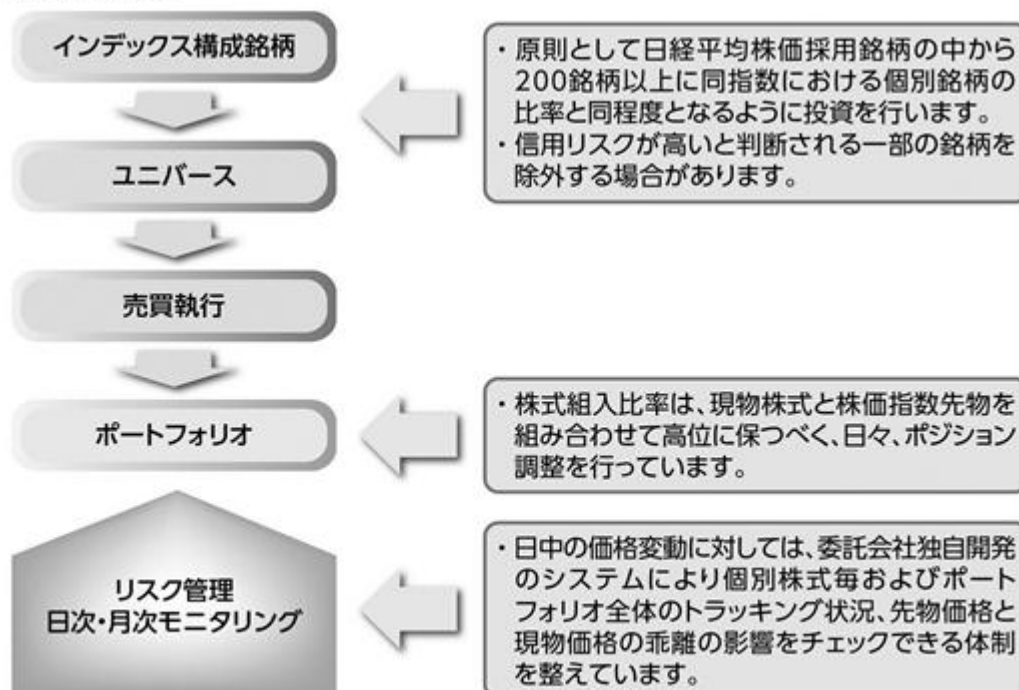 インデックス構成銘柄
・原則として日経平均株価採用銘柄の中から
200銘柄以上に同指数における個別銘柄の
比率と同程度となるように投資を行います。
・信用リスクが高いと判断される一部の銘柄を
除外する場合があります。
ユニバース
売買執行
ポートフォリオ
・株式組入比率は、現物株式と株価指数先物を
組み合わせて高位に保つべく、日々、ポジション
調整を行っています。
リスク管理
日次・月次モニタリング
・日中の価格変動に対しては、委託会社独自開発
のシステムにより個別株式毎およびポート
フォリオ全体のトラッキング状況、先物価格と
現物価格の乖離の影響をチェックできる体制
を整えています。